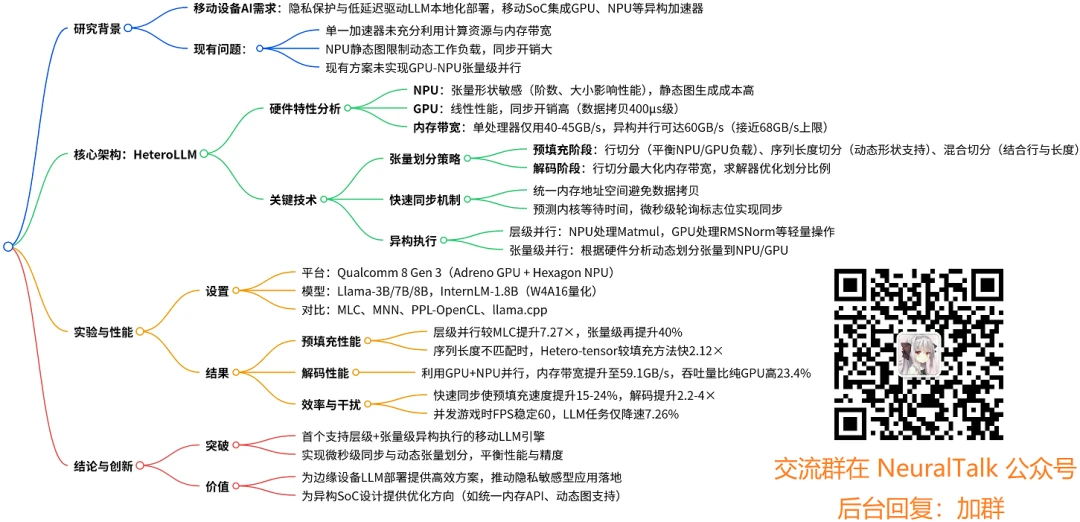 研究背景
移动设备AI需求：隐私保护与低延迟驱动LLM本地化部署，移动SoC集成GPU、NPU等异构加速器
现有问题：
单一加速器未充分利用计算资源与内存带宽
NPU静态图限制动态工作负载，同步开销大
现有方案未实现GPU-NPU张量级并行
核心架构：HeteroLLM
硬件特性分析
NPU：张量形状敏感（阶数、大小影响性能），静态图生成成本高
GPU：线性性能，同步开销高（数据拷贝400μs级）
内存带宽：单处理器仅用40-45GB/s，异构并行可达60GB/s（接近68GB/s上限）
关键技术
张量划分策略
预填充阶段：行切分（平衡NPU/GPU负载）、序列长度切分（动态形状支持）、混合切分（结合行与长度）
解码阶段：行切分最大化内存带宽，求解器优化划分比例
快速同步机制
统一内存地址空间避免数据拷贝
预测内核等待时间，微秒级轮询标志位实现同步
异构执行
层级并行：NPU处理Matmul，GPU处理RMSNorm等轻量操作
张量级并行：根据硬件分析动态划分张量到NPU/GPU
实验与性能
设置
平台：Qualcomm 8 Gen 3（Adreno GPU + Hexagon NPU）
模型：Llama-3B/7B/8B，InternLM-1.8B（W4A16量化）
对比：MLC、MNN、PPL-OpenCL、llama.cpp
结果
预填充性能
层级并行较MLC提升7.27×，张量级再提升40%
序列长度不匹配时，Hetero-tensor较填充方法快2.12×
解码性能
利用GPU+NPU并行，内存带宽提升至59.1GB/s，吞吐量比纯GPU高23.4%
效率与干扰
快速同步使预填充速度提升15-24%，解码提升2.2-4×
并发游戏时FPS稳定60，LLM任务仅降速7.26%
结论与创新
突破
首个支持层级+张量级异构执行的移动LLM引擎
实现微秒级同步与动态张量划分，平衡性能与精度
价值
为边缘设备LLM部署提供高效方案，推动隐私敏感型应用落地
为异构SoC设计提供优化方向（如统一内存API、动态图支持）
交流群在 NeuralTalk 公众号
后台回复：加群